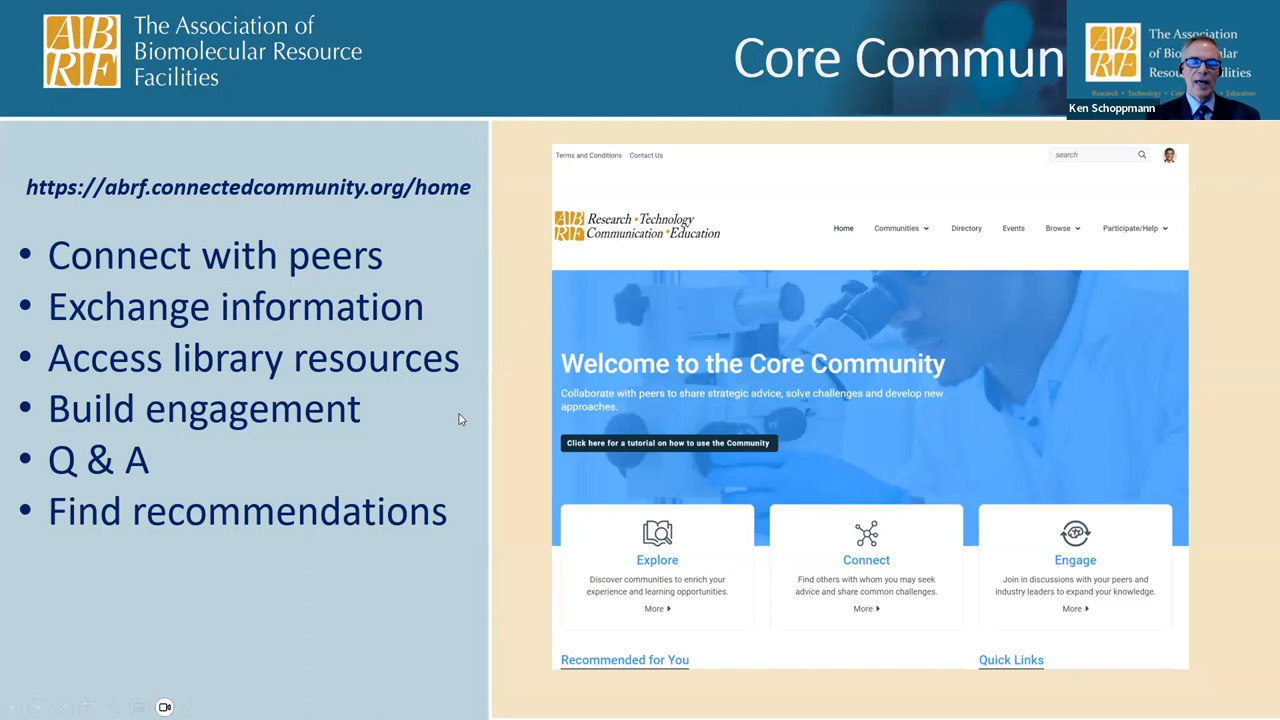 ABRF
The Association of
Biomolecular Resource
Facilities
Core Commun
ABRF
The Association
of Bio
Reso
Ken Schoppmann
https://abrf.connectedcommunity.org/home
• Connect with peers
• Exchange information
• Access library resources
• Build engagement
• Q & A
• Find recommendations
Terms and Conditions Contact Us
search
ABRF
Research • Technology
Communication • Education
Home Communities Directory Events Browse Participate/Help
Welcome to the Core Community
Collaborate with peers to share strategic advice, solve challenges and develop new
approaches.
Click here for a tutorial on how to use the Community
Explore
Discover communities to enrich your
experience and learning opportunities.
More
Connect
Find others with whom you may seek
advice and share common challenges.
More
Engage
Join in discussions with your peers and
industry leaders to expand your knowledge.
More
Recommended for You
Quick Links